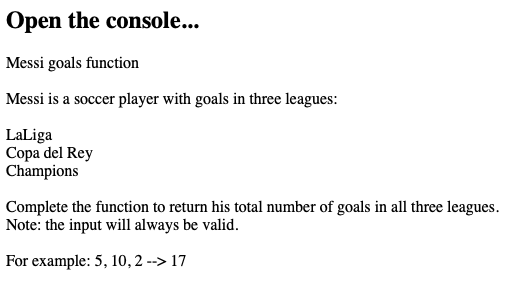 Open the console...
Messi goals function
Messi is a soccer player with goals in three leagues:
LaLiga
Copa del Rey
Champions
Complete the function to return his total number of goals in all three leagues.
Note: the input will always be valid.
For example: 5, 10, 2 --> 17